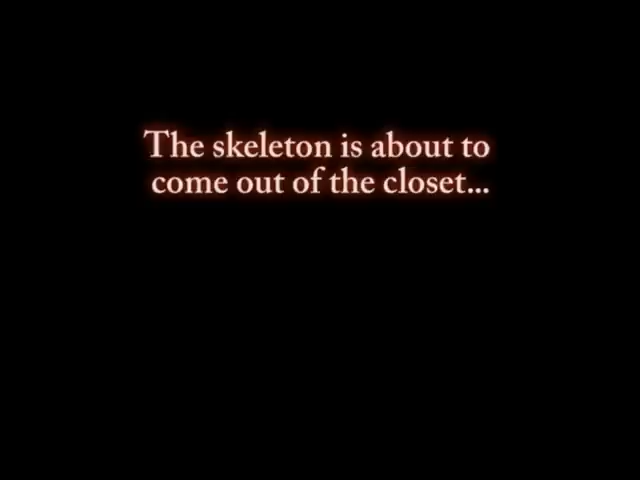 The skeleton is about to
come out of the closet...